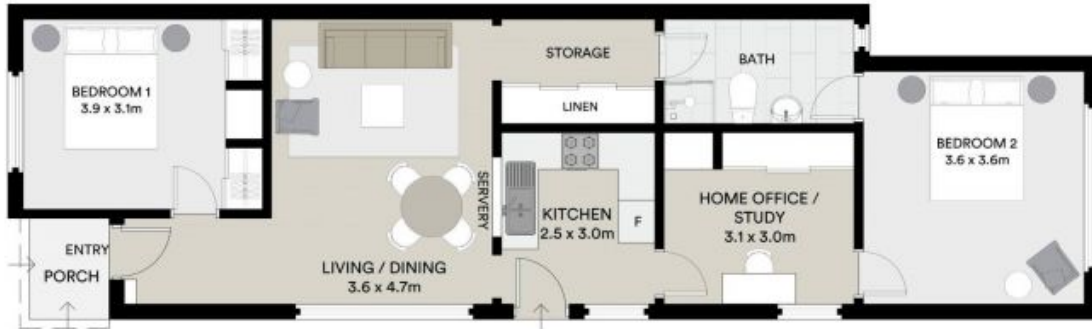 BEDROOM 1
3.9 x 3.1m
STORAGE
LINEN
BATH
BEDROOM 2
3.6 x 3.6m
SERVERY
KITCHEN
2.5 x 3.0m
F
HOME OFFICE /
STUDY
3.1 x 3.0m
ENTRY
PORCH
LIVING / DINING
3.6 x 4.7m